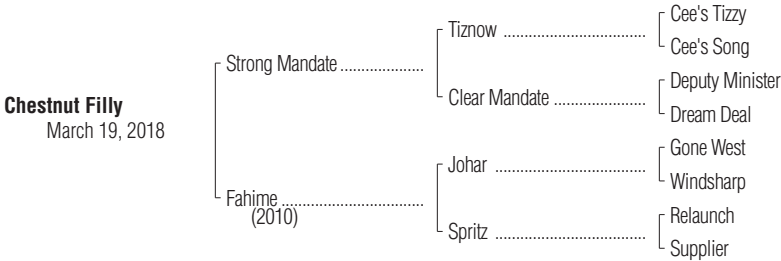 Cee's Tizzy
Tiznow ..........................................
Cee's Song
Strong Mandate .....................
Deputy Minister
Clear Mandate ...........................
Dream Deal
Chestnut Filly
March 19, 2018
Gone West
Johar ............................................
Windsharp
Fahime ....................................
(2010)
Relaunch
Spritz ............................................
Supplier